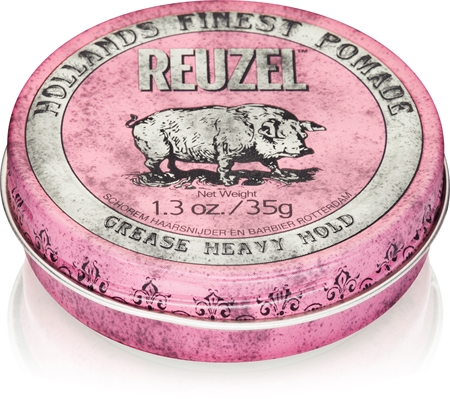 HOLLANDS FINEST POMADE
REUZEL
Net Weight
1.3 oz./35g
SCHOREM HAARSNIJDER EN BARBIER ROTTERDAM
GREASE HEAVY HOLD